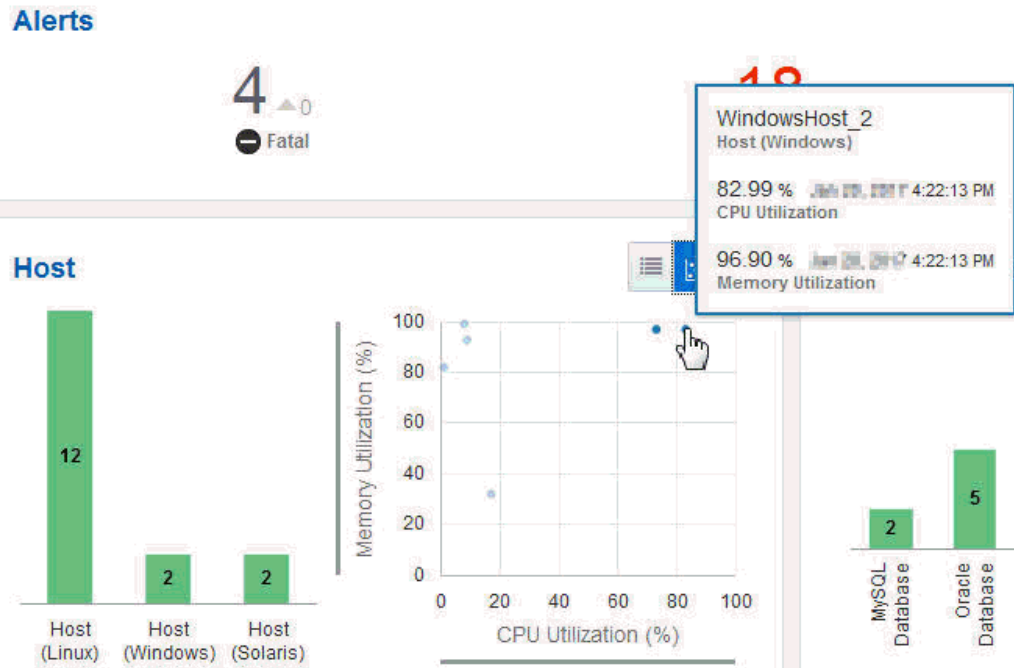 Alerts
4 0
Fatal
WindowsHost_2
Host (Windows)
82.99 % 4:22:13 PM
CPU Utilization
96.90 % 4:22:13 PM
Memory Utilization
Host
12
2
2
Host (Linux)
Host (Windows)
Host (Solaris)
Memory Utilization (%)
100
80
60
40
20
0
0 20 40 60 80 100
CPU Utilization (%)
2
5
MySQL Database
Oracle Database